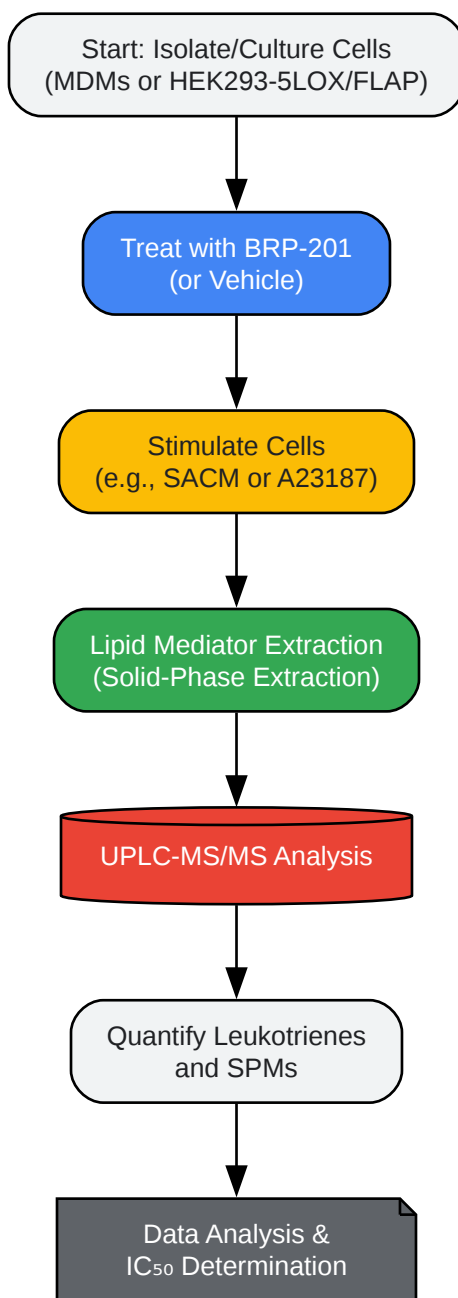 Start: Isolate/Culture Cells
(MDMs or HEK293-5LOX/FLAP)
Treat with BRP-201
(or Vehicle)
Stimulate Cells
(e.g., SACM or A23187)
Lipid Mediator Extraction
(Solid-Phase Extraction)
UPLC-MS/MS Analysis
Quantify Leukotrienes
and SPMs
Data Analysis &
IC₅₀ Determination